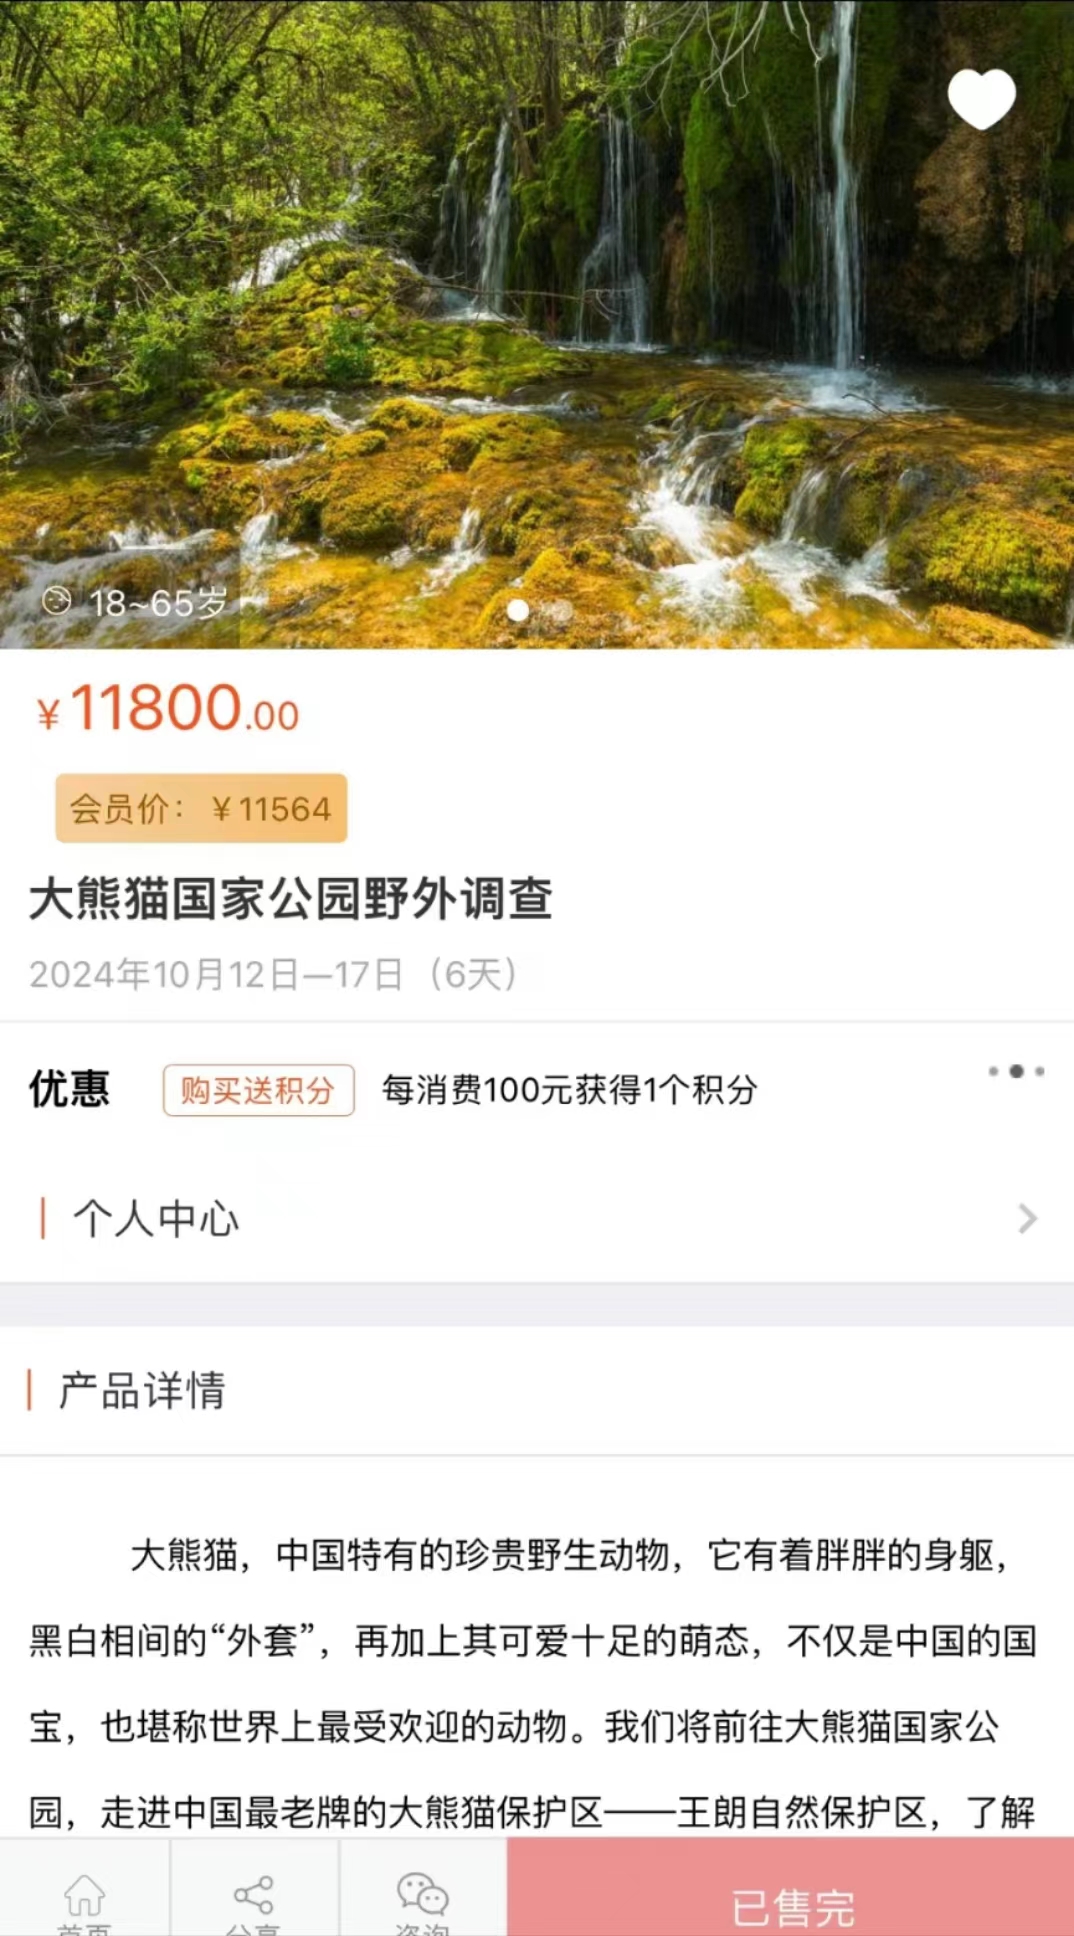 18~65岁
¥11800.00
会员价：¥11564
大熊猫国家公园野外调查
2024年10月12日—17日（6天）
优惠 购买送积分 每消费100元获得1个积分
个人中心
产品详情
大熊猫，中国特有的珍贵野生动物，它有着胖胖的身躯，
黑白相间的“外套”，再加上其可爱十足的萌态，不仅是中国的国
宝，也堪称世界上最受欢迎的动物。我们将前往大熊猫国家公
园，走进中国最老牌的大熊猫保护区——王朗自然保护区，了解
首页 分享 咨询 已售完